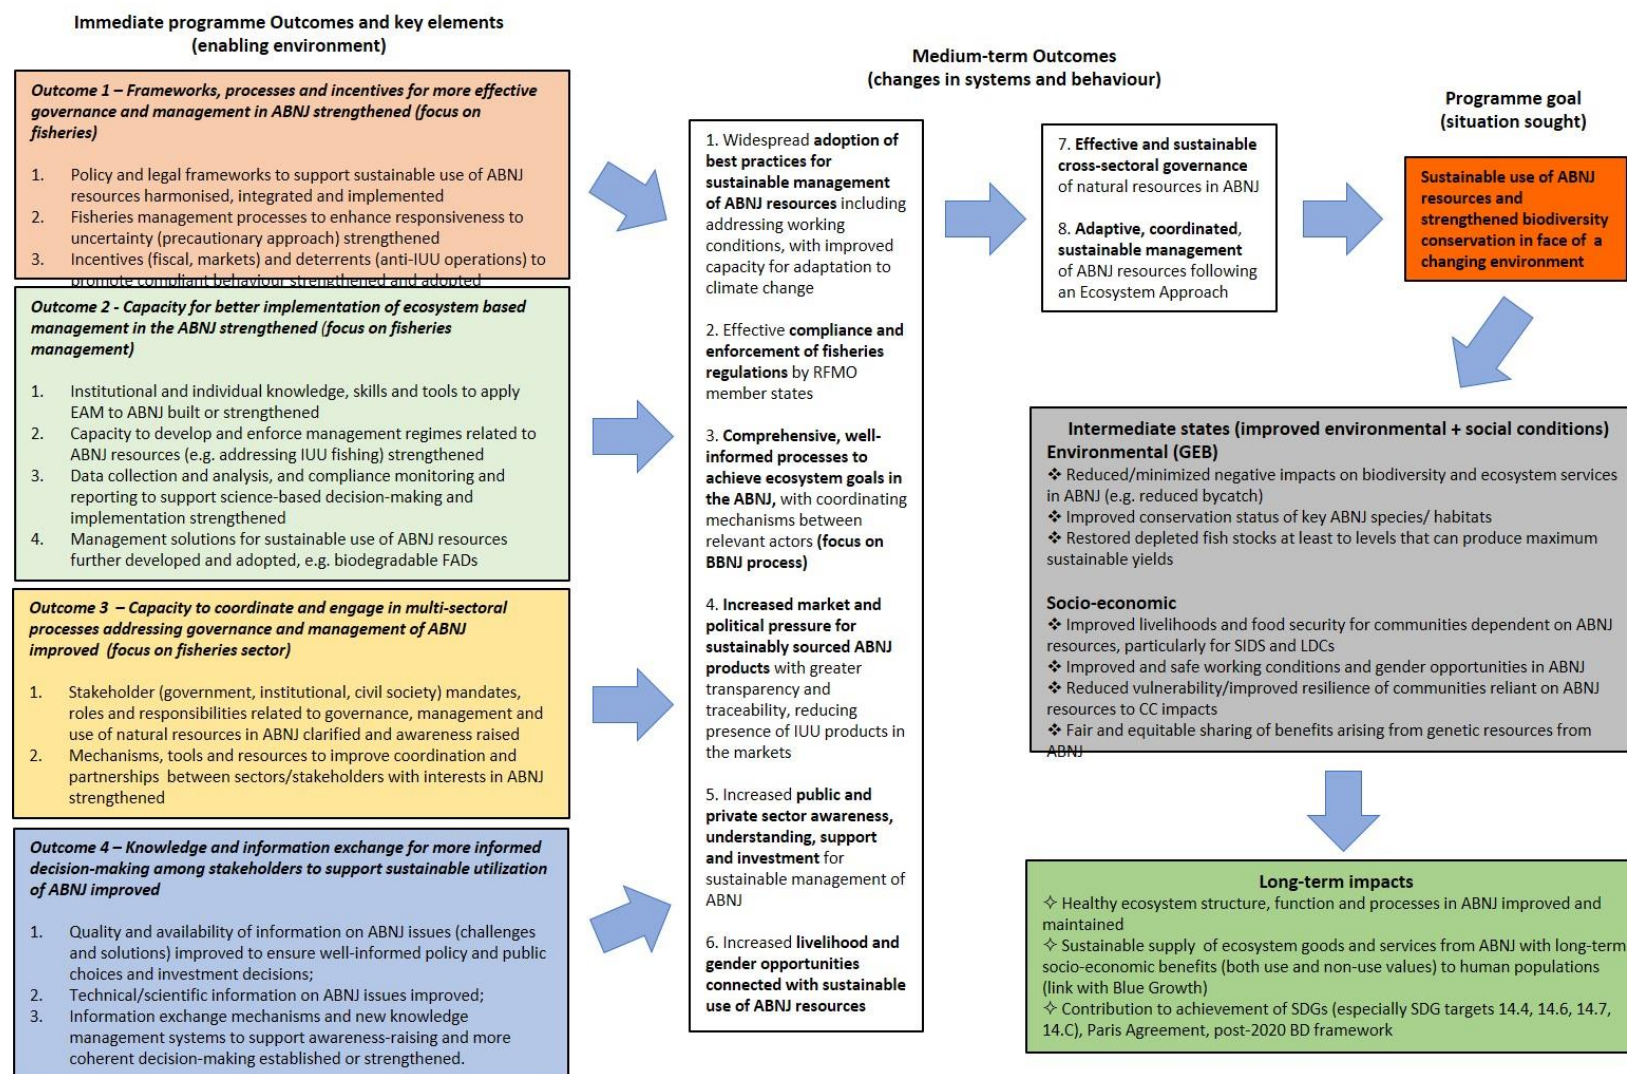 Immediate programme Outcomes and key elements
(enabling environment)
Outcome 1 – Frameworks, processes and incentives for more effective
governance and management in ABNJ strengthened (focus on
fisheries)
1. Policy and legal frameworks to support sustainable use of ABNJ
resources harmonised, integrated and implemented
2. Fisheries management processes to enhance responsiveness to
uncertainty (precautionary approach) strengthened
3. Incentives (fiscal, markets) and deterrents (anti-IUU operations) to
promote compliant behaviour strengthened and adopted
Outcome 2 - Capacity for better implementation of ecosystem based
management in the ABNJ strengthened (focus on fisheries
management)
1. Institutional and individual knowledge, skills and tools to apply
EAM to ABNJ built or strengthened
2. Capacity to develop and enforce management regimes related to
ABNJ resources (e.g. addressing IUU fishing) strengthened
3. Data collection and analysis, and compliance monitoring and
reporting to support science-based decision-making and
implementation strengthened
4. Management solutions for sustainable use of ABNJ resources
further developed and adopted, e.g. biodegradable FADs
Outcome 3 – Capacity to coordinate and engage in multi-sectoral
processes addressing governance and management of ABNJ
improved (focus on fisheries sector)
1. Stakeholder (government, institutional, civil society) mandates,
roles and responsibilities related to governance, management and
use of natural resources in ABNJ clarified and awareness raised
2. Mechanisms, tools and resources to improve coordination and
partnerships between sectors/stakeholders with interests in ABNJ
strengthened
Outcome 4 – Knowledge and information exchange for more informed
decision-making among stakeholders to support sustainable utilization
of ABNJ improved
1. Quality and availability of information on ABNJ issues (challenges
and solutions) improved to ensure well-informed policy and public
choices and investment decisions;
2. Technical/scientific information on ABNJ issues improved;
3. Information exchange mechanisms and new knowledge
management systems to support awareness-raising and more
coherent decision-making established or strengthened.
Medium-term Outcomes
(changes in systems and behaviour)
1. Widespread adoption of
best practices for
sustainable management
of ABNJ resources including
addressing working
conditions, with improved
capacity for adaptation to
climate change
2. Effective compliance and
enforcement of fisheries
regulations by RFMO
member states
3. Comprehensive, well-
informed processes to
achieve ecosystem goals in
the ABNJ, with coordinating
mechanisms between
relevant actors (focus on
BBNJ process)
4. Increased market and
political pressure for
sustainably sourced ABNJ
products with greater
transparency and
traceability, reducing
presence of IUU products in
the markets
5. Increased public and
private sector awareness,
understanding, support
and investment for
sustainable management of
ABNJ
6. Increased livelihood and
gender opportunities
connected with sustainable
use of ABNJ resources
7. Effective and sustainable
cross-sectoral governance
of natural resources in ABNJ
8. Adaptive, coordinated,
sustainable management
of ABNJ resources following
an Ecosystem Approach
Programme goal
(situation sought)
Sustainable use of ABNJ
resources and
strengthened biodiversity
conservation in face of a
changing environment
Intermediate states (improved environmental + social conditions)
Environmental (GEB)
❖ Reduced/minimized negative impacts on biodiversity and ecosystem services
in ABNJ (e.g. reduced bycatch)
❖ Improved conservation status of key ABNJ species/ habitats
❖ Restored depleted fish stocks at least to levels that can produce maximum
sustainable yields
Socio-economic
❖ Improved livelihoods and food security for communities dependent on ABNJ
resources, particularly for SIDS and LDCs
❖ Improved and safe working conditions and gender opportunities in ABNJ
❖ Reduced vulnerability/improved resilience of communities reliant on ABNJ
resources to CC impacts
❖ Fair and equitable sharing of benefits arising from genetic resources from
ABNJ
Long-term impacts
✧ Healthy ecosystem structure, function and processes in ABNJ improved and
maintained
✧ Sustainable supply of ecosystem goods and services from ABNJ with long-term
socio-economic benefits (both use and non-use values) to human populations
(link with Blue Growth)
✧ Contribution to achievement of SDGs (especially SDG targets 14.4, 14.6, 14.7,
14.C), Paris Agreement, post-2020 BD framework